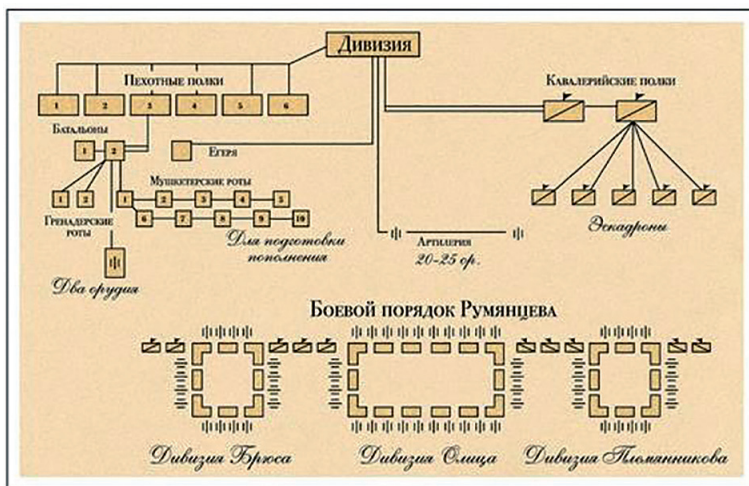 Дивизия
Пехотные полки
Кавалерийские полки
1 2 3 4 5 6
Батальоны
1 2
Егеря
Мушкетерские роты
1 2 1 2 3 4 5
6 7 8 9 10
Гренадерские
роты
Для подготовки
пополнения
Эскадроны
Артилерия
20-25 ор.
Два орудия
Боевой порядок Румянцева
Дивизия Брюса Дивизия Олица Дивизия Племянникова